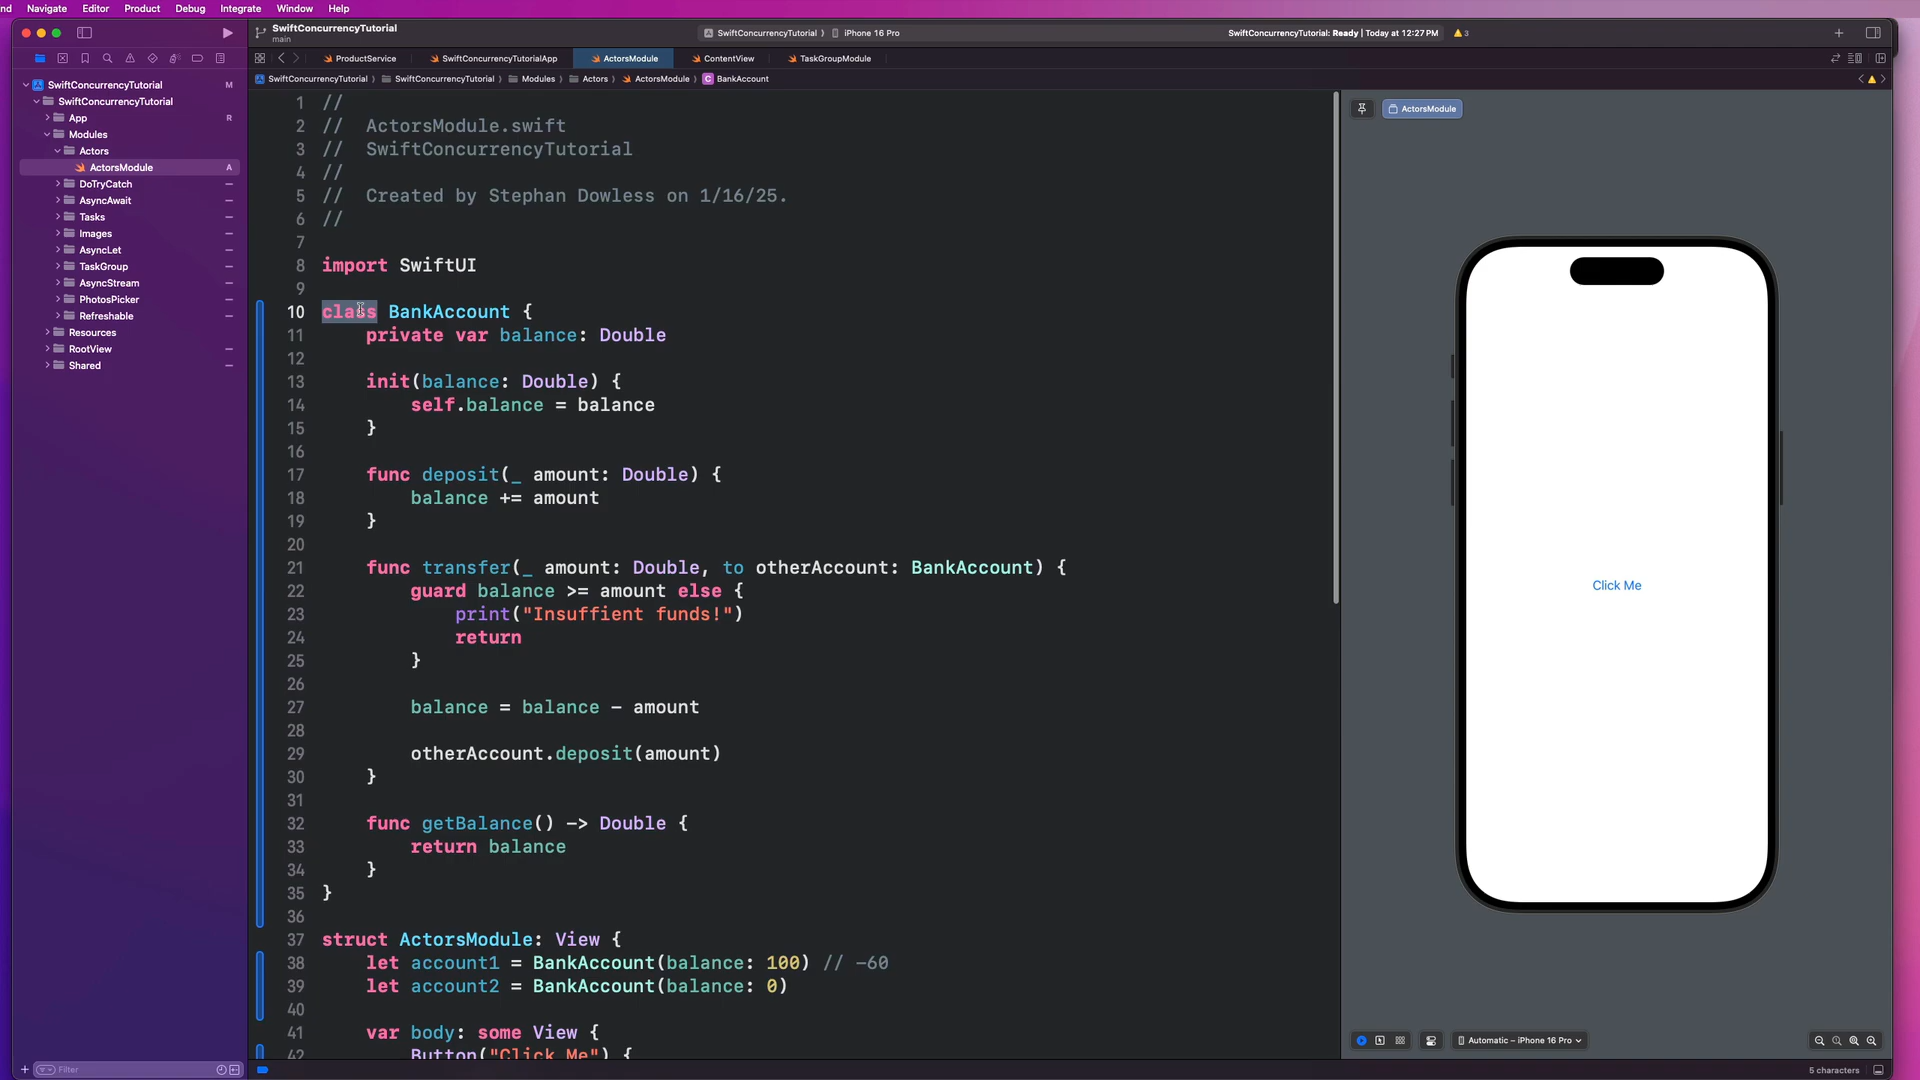 nd Navigate Editor Product Debug Integrate Window Help
SwiftConcurrencyTutorial
main
SwiftConcurrencyTutorial iPhone 16 Pro
SwiftConcurrencyTutorial: Ready | Today at 12:27 PM 3
ProductService SwiftConcurrencyTutorialApp ActorsModule ContentView TaskGroupModule
SwiftConcurrencyTutorial SwiftConcurrencyTutorial Modules Actors ActorsModule C BankAccount
SwiftConcurrencyTutorial M
SwiftConcurrencyTutorial
App R
Modules
Actors
ActorsModule A
DoTryCatch
AsyncAwait
Tasks
Images
AsyncLet
TaskGroup
AsyncStream
PhotosPicker
Refreshable
Resources
RootView
Shared
Filter
1 //
2 //  ActorsModule.swift
3 //  SwiftConcurrencyTutorial
4 //
5 //  Created by Stephan Dowless on 1/16/25.
6 //
7
8 import SwiftUI
9
10 class BankAccount {
11     private var balance: Double
12
13     init(balance: Double) {
14         self.balance = balance
15     }
16
17     func deposit(_ amount: Double) {
18         balance += amount
19     }
20
21     func transfer(_ amount: Double, to otherAccount: BankAccount) {
22         guard balance >= amount else {
23             print("Insuffient funds!")
24             return
25         }
26
27         balance = balance - amount
28
29         otherAccount.deposit(amount)
30     }
31
32     func getBalance() -> Double {
33         return balance
34     }
35 }
36
37 struct ActorsModule: View {
38     let account1 = BankAccount(balance: 100) // -60
39     let account2 = BankAccount(balance: 0)
40
41     var body: some View {
42         Button("Click Me") {
ActorsModule
Click Me
Automatic – iPhone 16 Pro
5 characters